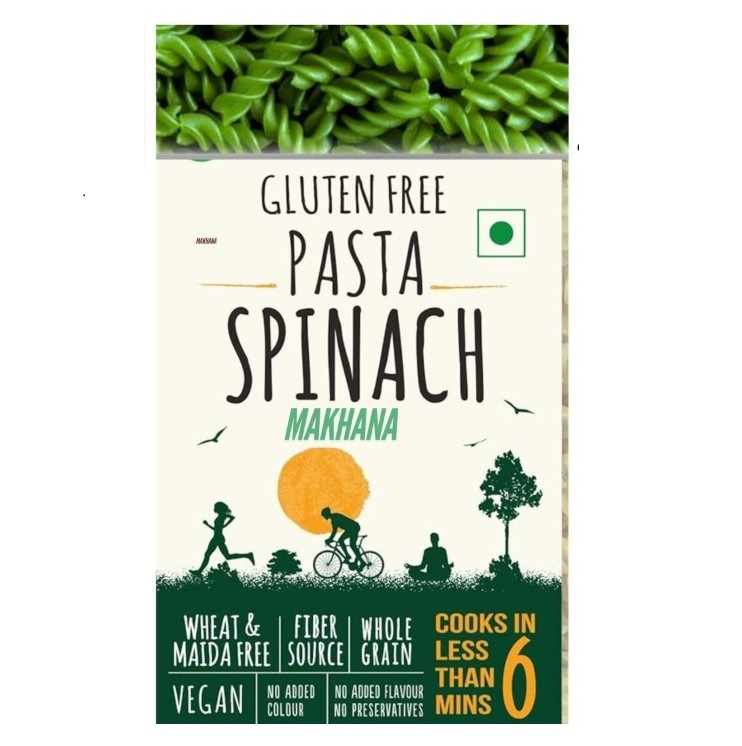 GLUTEN FREE
MAKHANA
PASTA
SPINACH
MAKHANA
WHEAT &
MAIDA FREE
FIBER
SOURCE
WHOLE
GRAIN
COOKS IN
LESS
THAN 6
MINS
VEGAN
NO ADDED
COLOUR
NO ADDED FLAVOUR
NO PRESERVATIVES